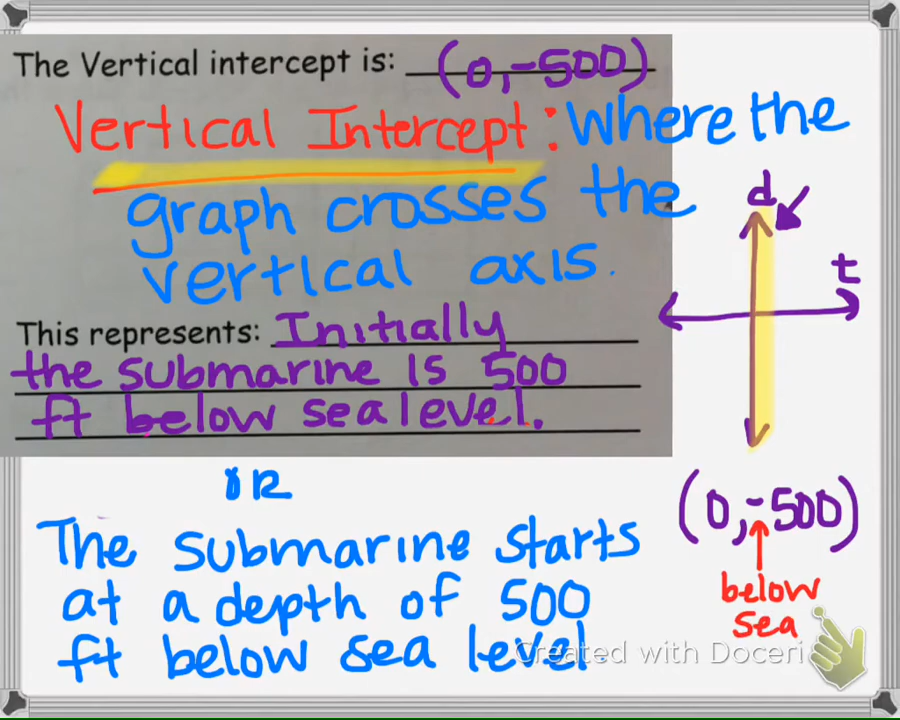 The Vertical intercept is: (0,-500)
Vertical Intercept: Where the
graph crosses the
vertical axis.
d
t
This represents: Initially
the submarine is 500
ft below sea level.
(0,-500)
below
sea
OR
The submarine starts
at a depth of 500
ft below sea level.
Created with Doceri